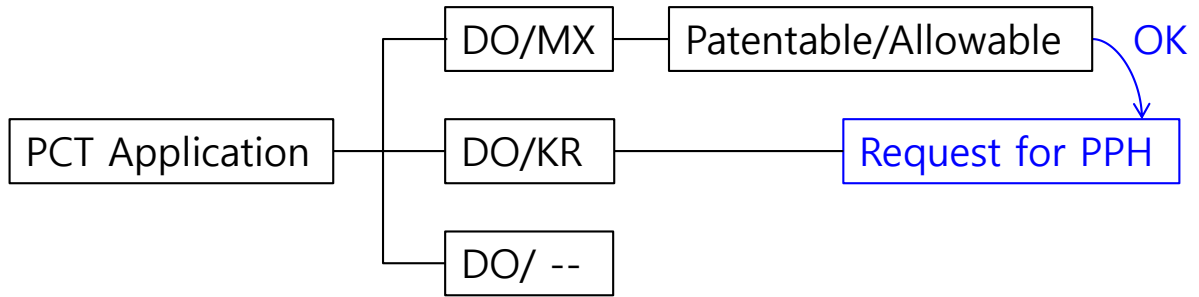 DO/MX
Patentable/Allowable
OK
PCT Application
DO/KR
Request for PPH
DO/ --